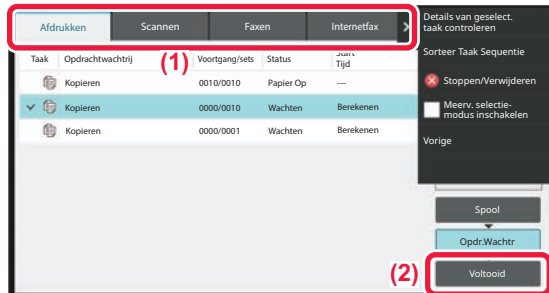 Afdrukken Scannen Faxen Internetfax
Details van geselect.
taak controleren
Sorteer Taak Sequentie
Stoppen/Verwijderen
Meerv. selectie-
modus inschakelen
Vorige
(1)
Taak Opdrachtwachtrij Voortgang/sets Status Start
Tijd
Kopieren 0010/0010 Papier Op ---
Kopieren 0000/0010 Wachten Berekenen
Kopieren 0000/0001 Wachten Berekenen
Spool
Opdr.Wachtr
(2)
Voltooid